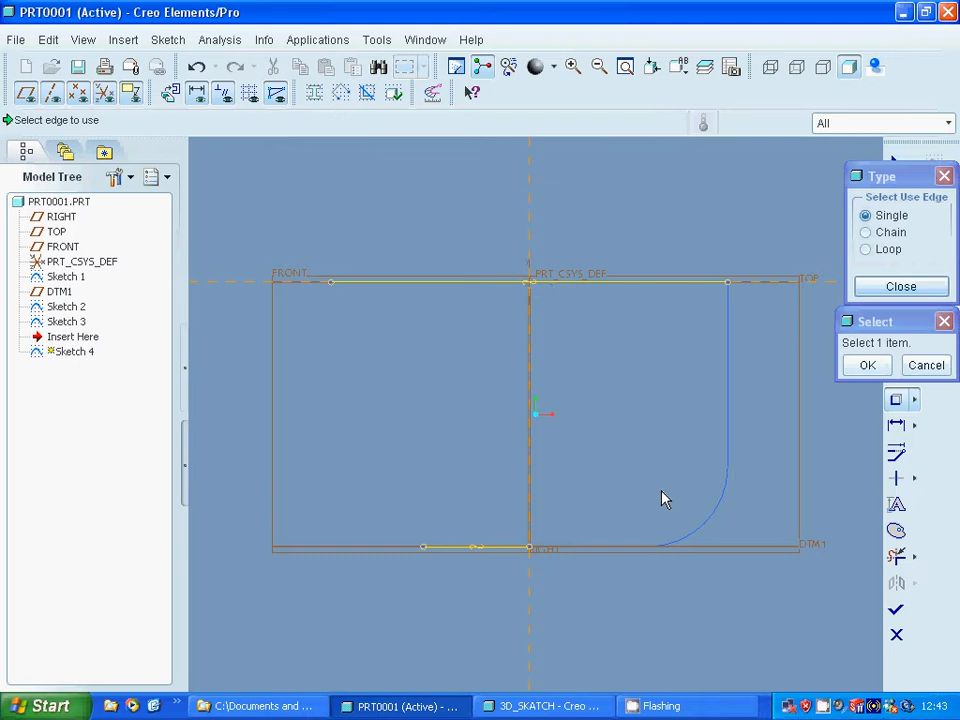 PRT0001 (Active) - Creo Elements/Pro
File Edit View Insert Sketch Analysis Info Applications Tools Window Help
Select edge to use
All
Model Tree
PRT0001.PRT
RIGHT
TOP
FRONT
PRT_CSYS_DEF
Sketch 1
DTM1
Sketch 2
Sketch 3
Insert Here
Sketch 4
FRONT
PRT_CSYS_DEF
TOP
DTM1
Type
Select Use Edge
Single
Chain
Loop
Close
Select
Select 1 item.
OK Cancel
Start
C:\Documents and ...
PRT0001 (Active) - ...
3D_SKATCH - Creo ...
Flashing
12:43